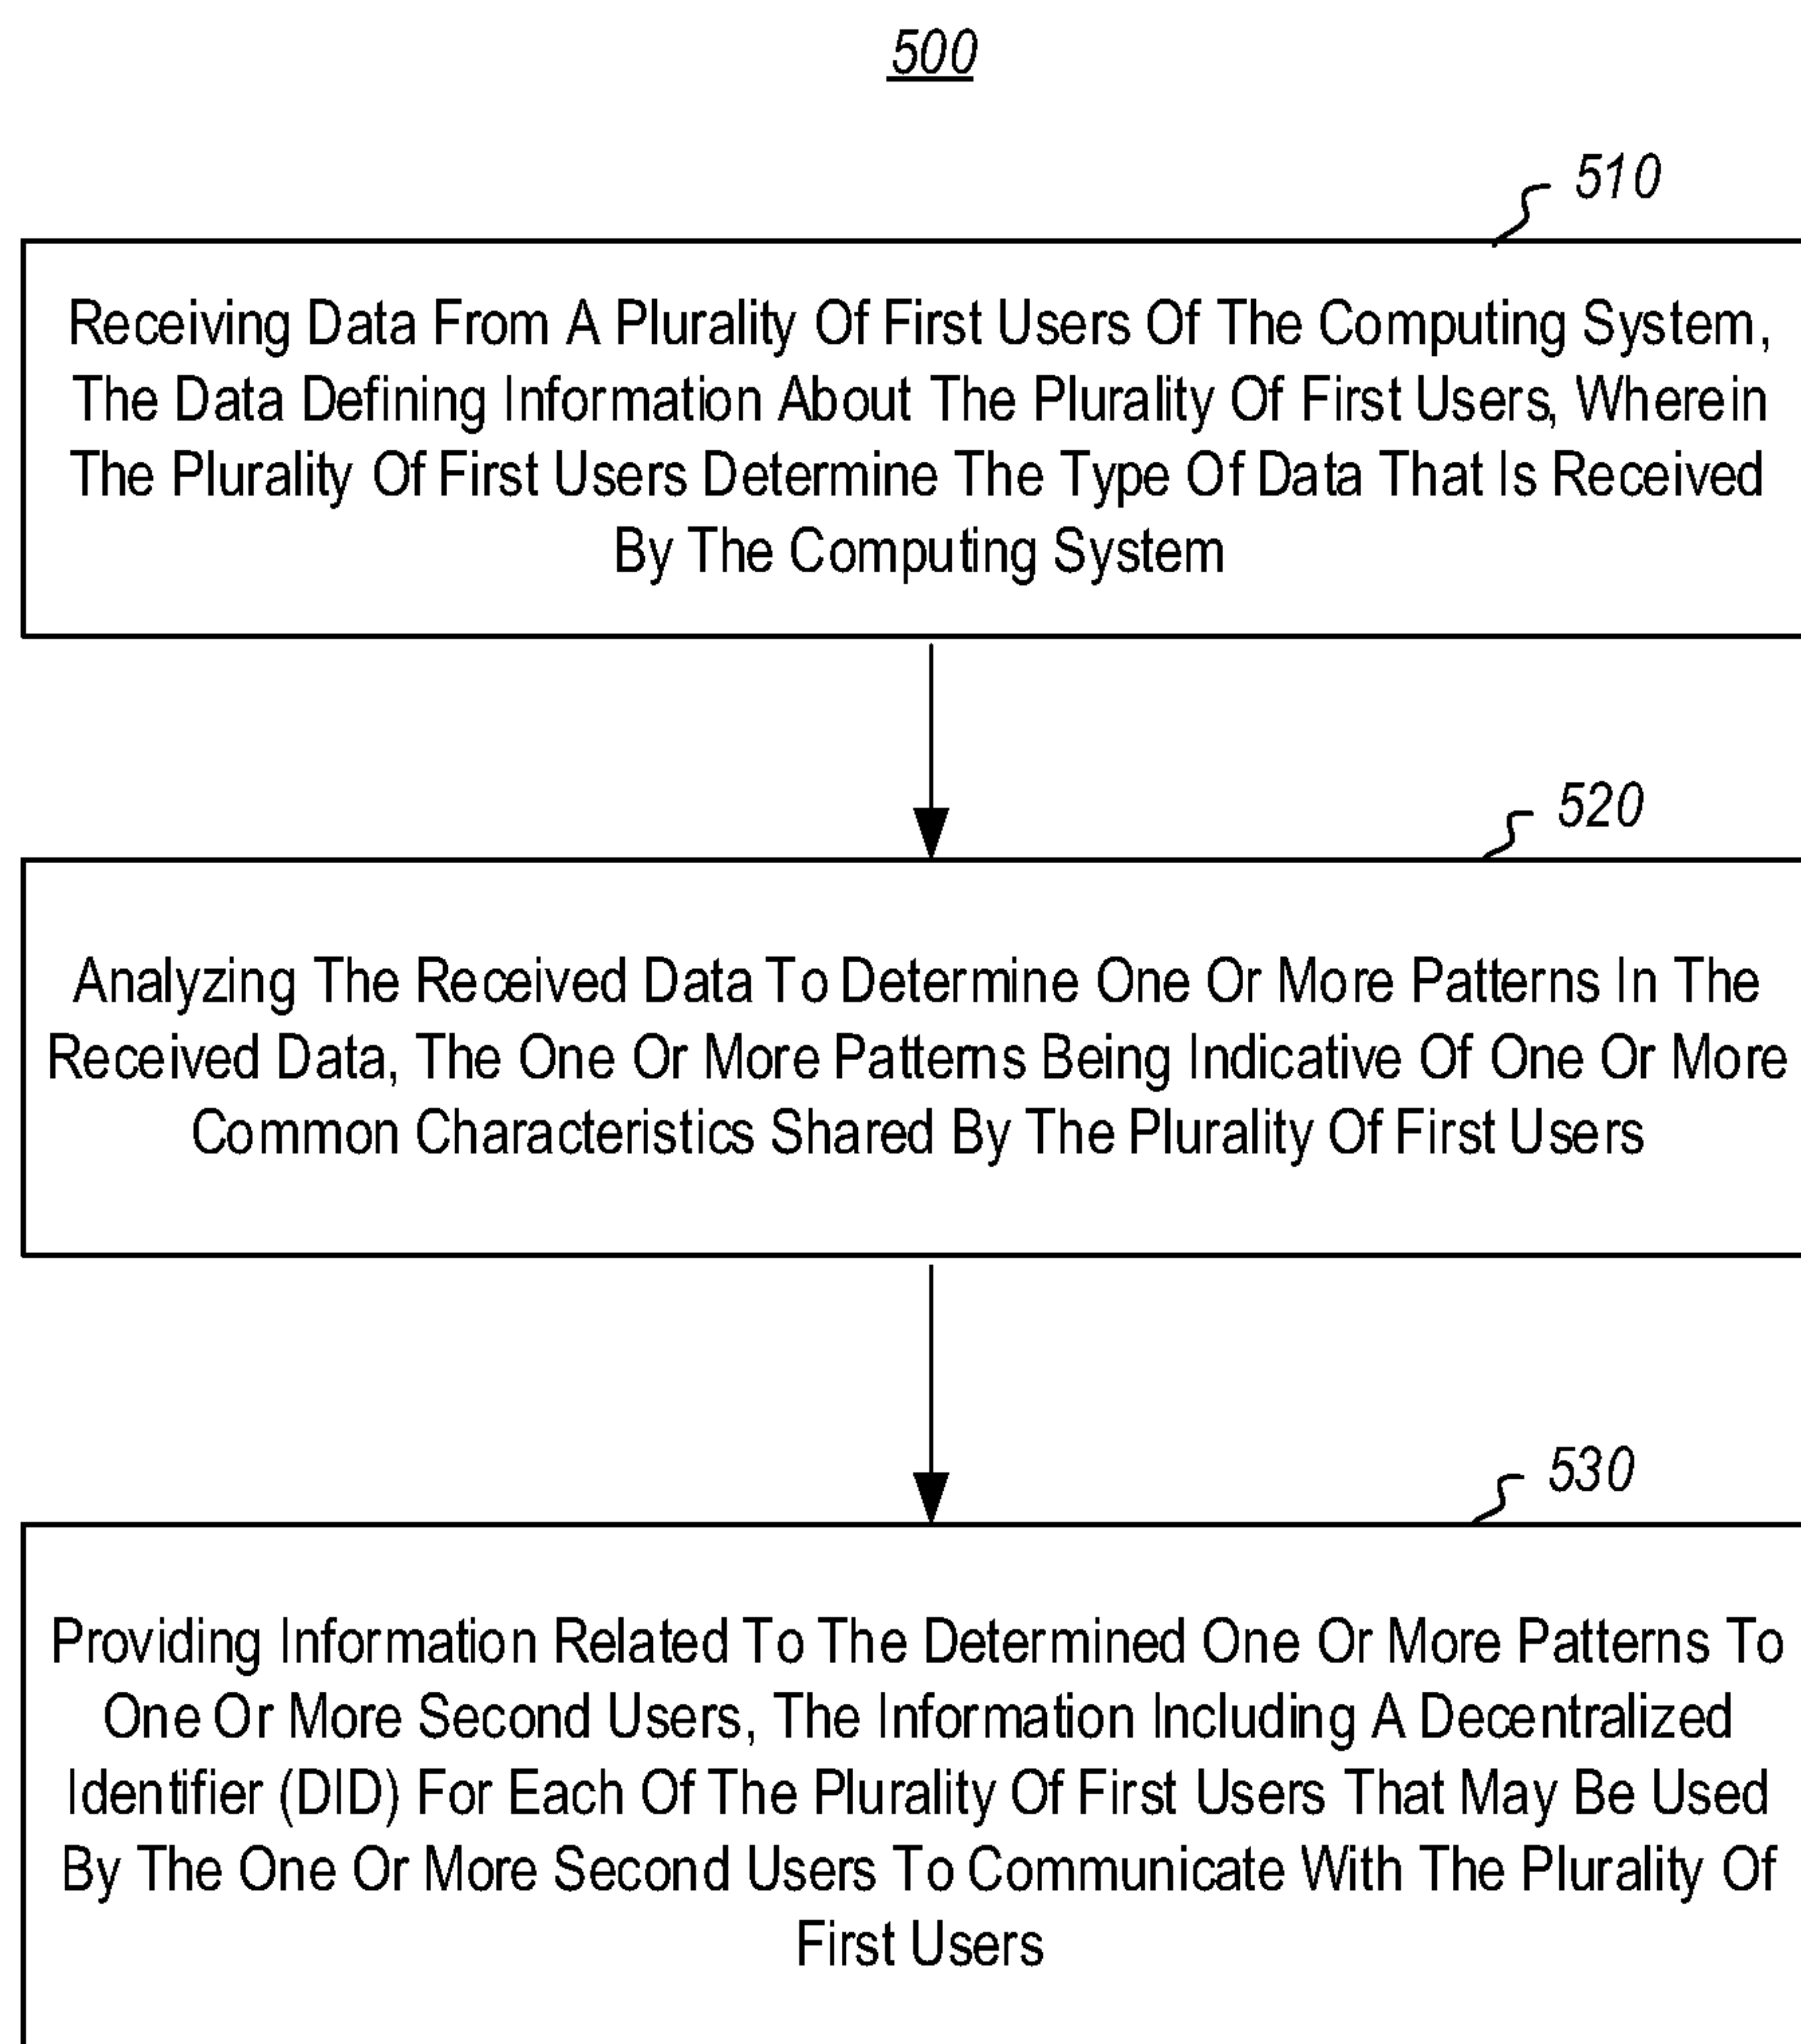 500
510
Receiving Data From A Plurality Of First Users Of The Computing System,
The Data Defining Information About The Plurality Of First Users, Wherein
The Plurality Of First Users Determine The Type Of Data That Is Received
By The Computing System
520
Analyzing The Received Data To Determine One Or More Patterns In The
Received Data, The One Or More Patterns Being Indicative Of One Or More
Common Characteristics Shared By The Plurality Of First Users
530
Providing Information Related To The Determined One Or More Patterns To
One Or More Second Users, The Information Including A Decentralized
Identifier (DID) For Each Of The Plurality Of First Users That May Be Used
By The One Or More Second Users To Communicate With The Plurality Of
First Users